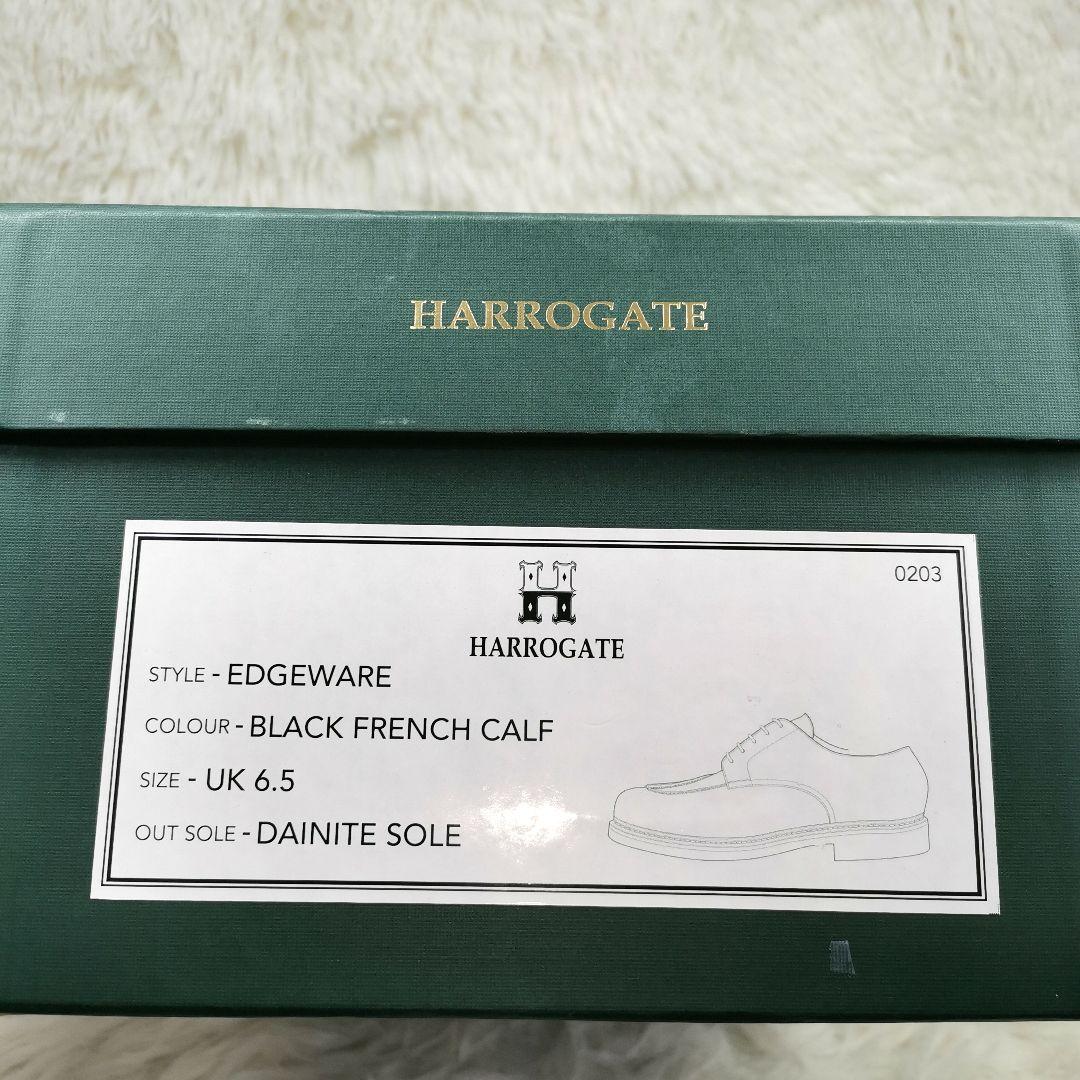 HARROGATE
0203
HARROGATE
STYLE - EDGEWARE
COLOUR - BLACK FRENCH CALF
SIZE - UK 6.5
OUT SOLE - DAINITE SOLE